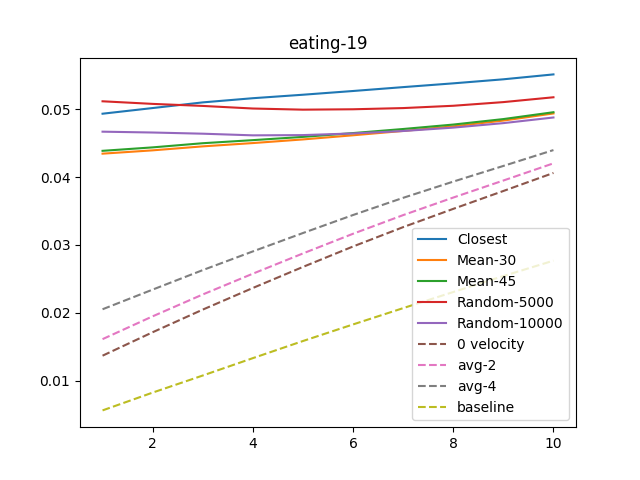 eating-19
0.05
0.04
0.03
0.02
0.01
2
4
6
8
10
Closest
Mean-30
Mean-45
Random-5000
Random-10000
0 velocity
avg-2
avg-4
baseline